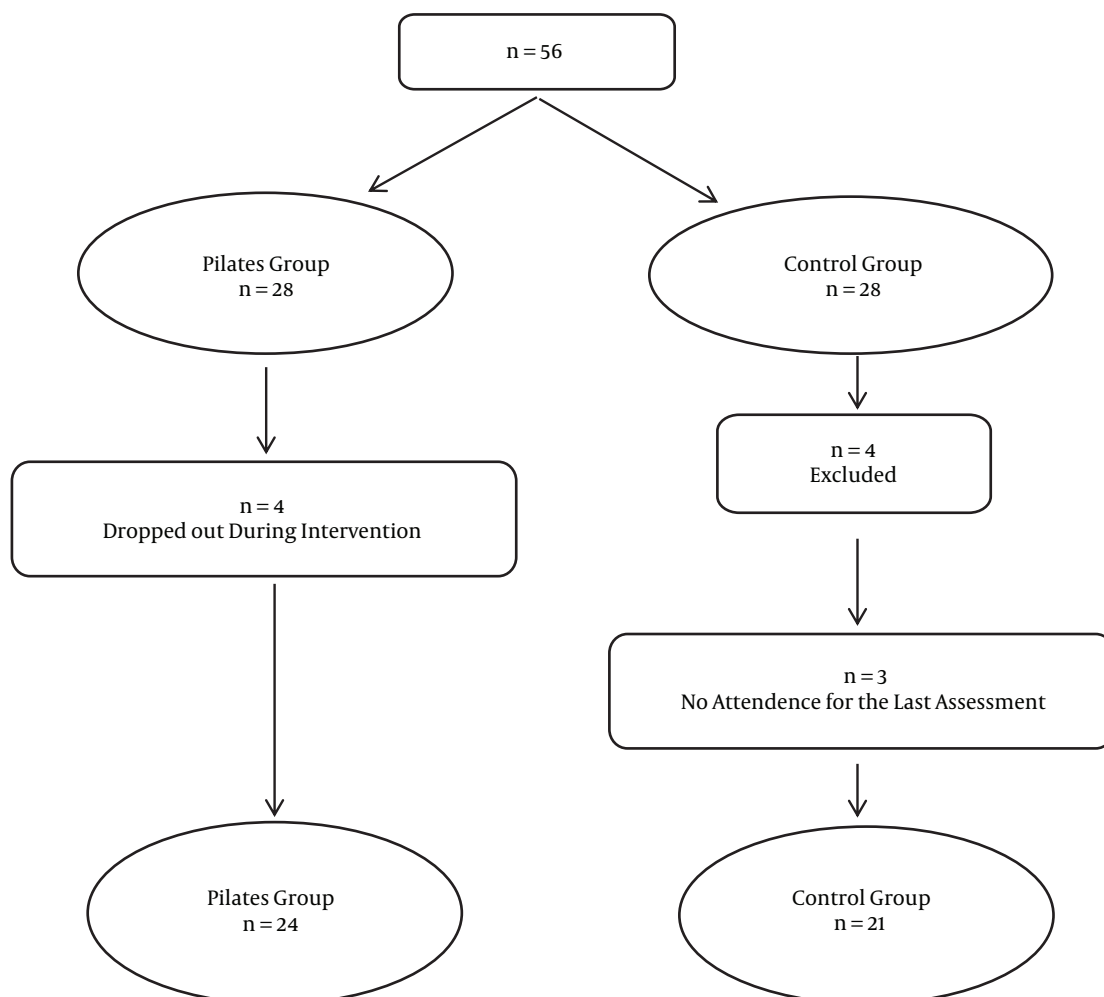 n = 56
Pilates Group
n = 28
Control Group
n = 28
n = 4
Excluded
n = 4
Dropped out During Intervention
n = 3
No Attendence for the Last Assessment
Pilates Group
n = 24
Control Group
n = 21